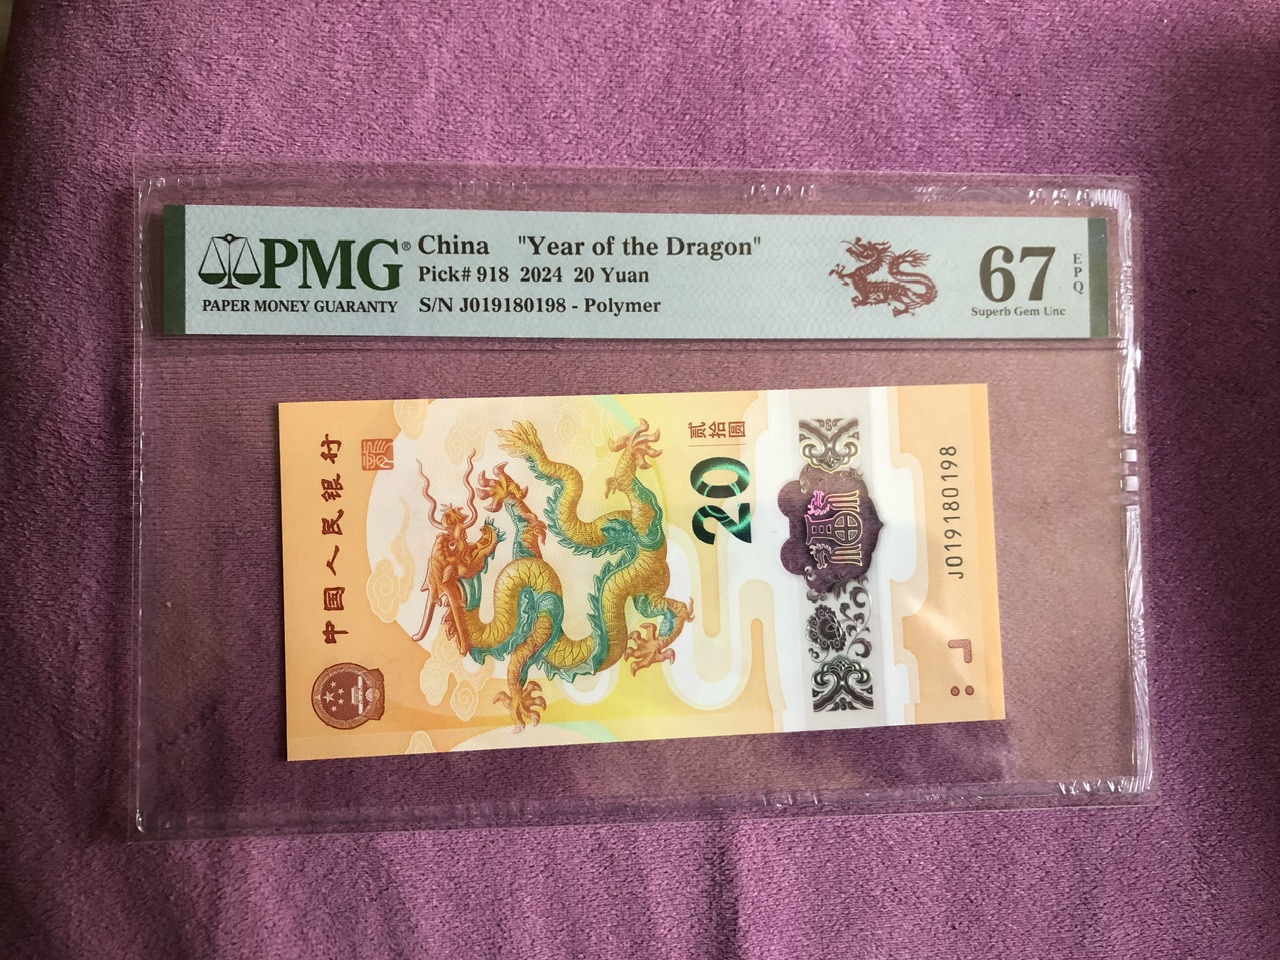 PMG®
PAPER MONEY GUARANTY
China "Year of the Dragon"
Pick# 918 2024 20 Yuan
S/N J019180198 - Polymer
67
EPQ
Superb Gem Unc
中国人民银行
贰拾圆
20
福
J019180198